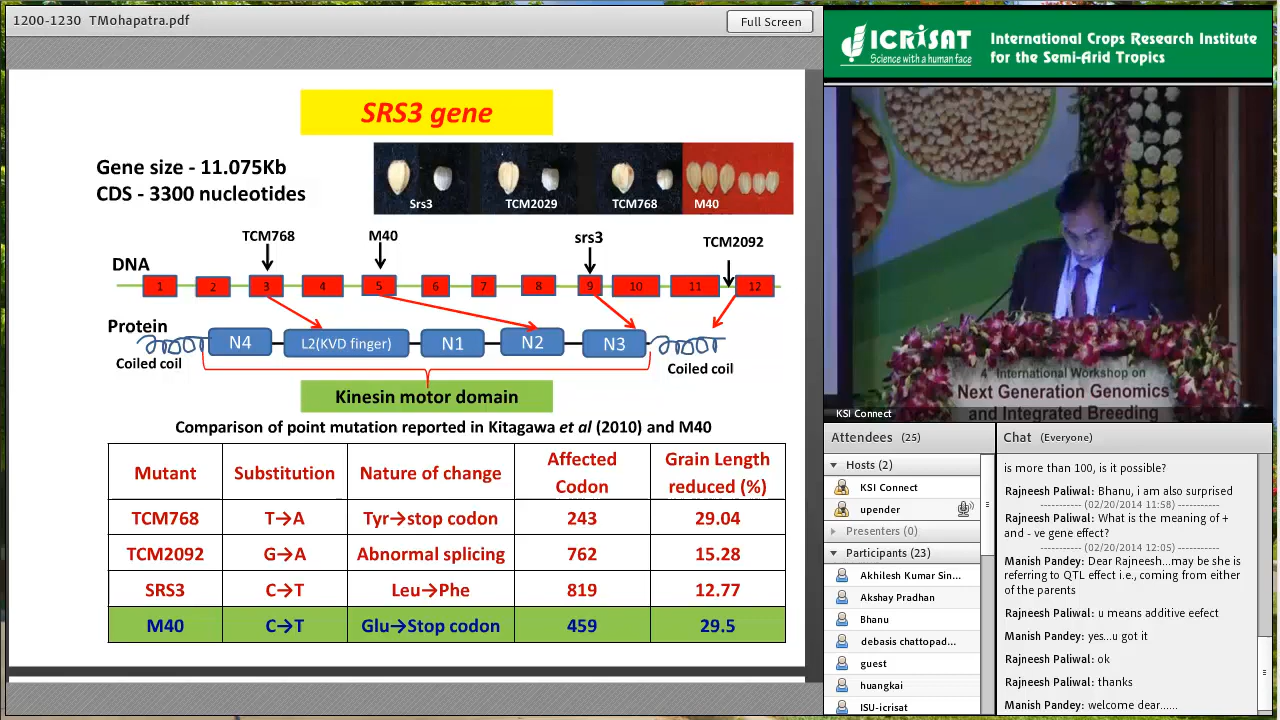 1200-1230 TMohapatra.pdf
Full Screen
SRS3 gene
Gene size - 11.075Kb
CDS - 3300 nucleotides
Srs3
TCM2029
TCM768
M40
TCM768
M40
srs3
TCM2092
DNA
1 2 3 4 5 6 7 8 9 10 11 12
Protein
N4 L2(KVD finger) N1 N2 N3
Coiled coil
Coiled coil
Kinesin motor domain
Comparison of point mutation reported in Kitagawa et al (2010) and M40
Mutant Substitution Nature of change Affected Codon Grain Length reduced (%)
TCM768 T→A Tyr→stop codon 243 29.04
TCM2092 G→A Abnormal splicing 762 15.28
SRS3 C→T Leu→Phe 819 12.77
M40 C→T Glu→Stop codon 459 29.5
ICRISAT
Science with a human face
International Crops Research Institute
for the Semi-Arid Tropics
4th International Workshop on
Next Generation Genomics
and Integrated Breeding
KSI Connect
Attendees (25)
Hosts (2)
KSI Connect
upender
Presenters (0)
Participants (23)
Akhilesh Kumar Sin...
Akshay Pradhan
Bhanu
debasis chattopad...
guest
huangkai
ISU-icrisat
Chat (Everyone)
is more than 100, is it possible?
Rajneesh Paliwal: Bhanu, i am also surprised
------------ (02/20/2014 11:58) ------------
Rajneesh Paliwal: What is the meaning of +
and - ve gene effect?
------------ (02/20/2014 12:05) ------------
Manish Pandey: Dear Rajneesh...may be she is
referring to QTL effect i.e., coming from either
of the parents
Rajneesh Paliwal: u means additive eefect
Manish Pandey: yes...u got it
Rajneesh Paliwal: ok
Rajneesh Paliwal: thanks
Manish Pandey: welcome dear......